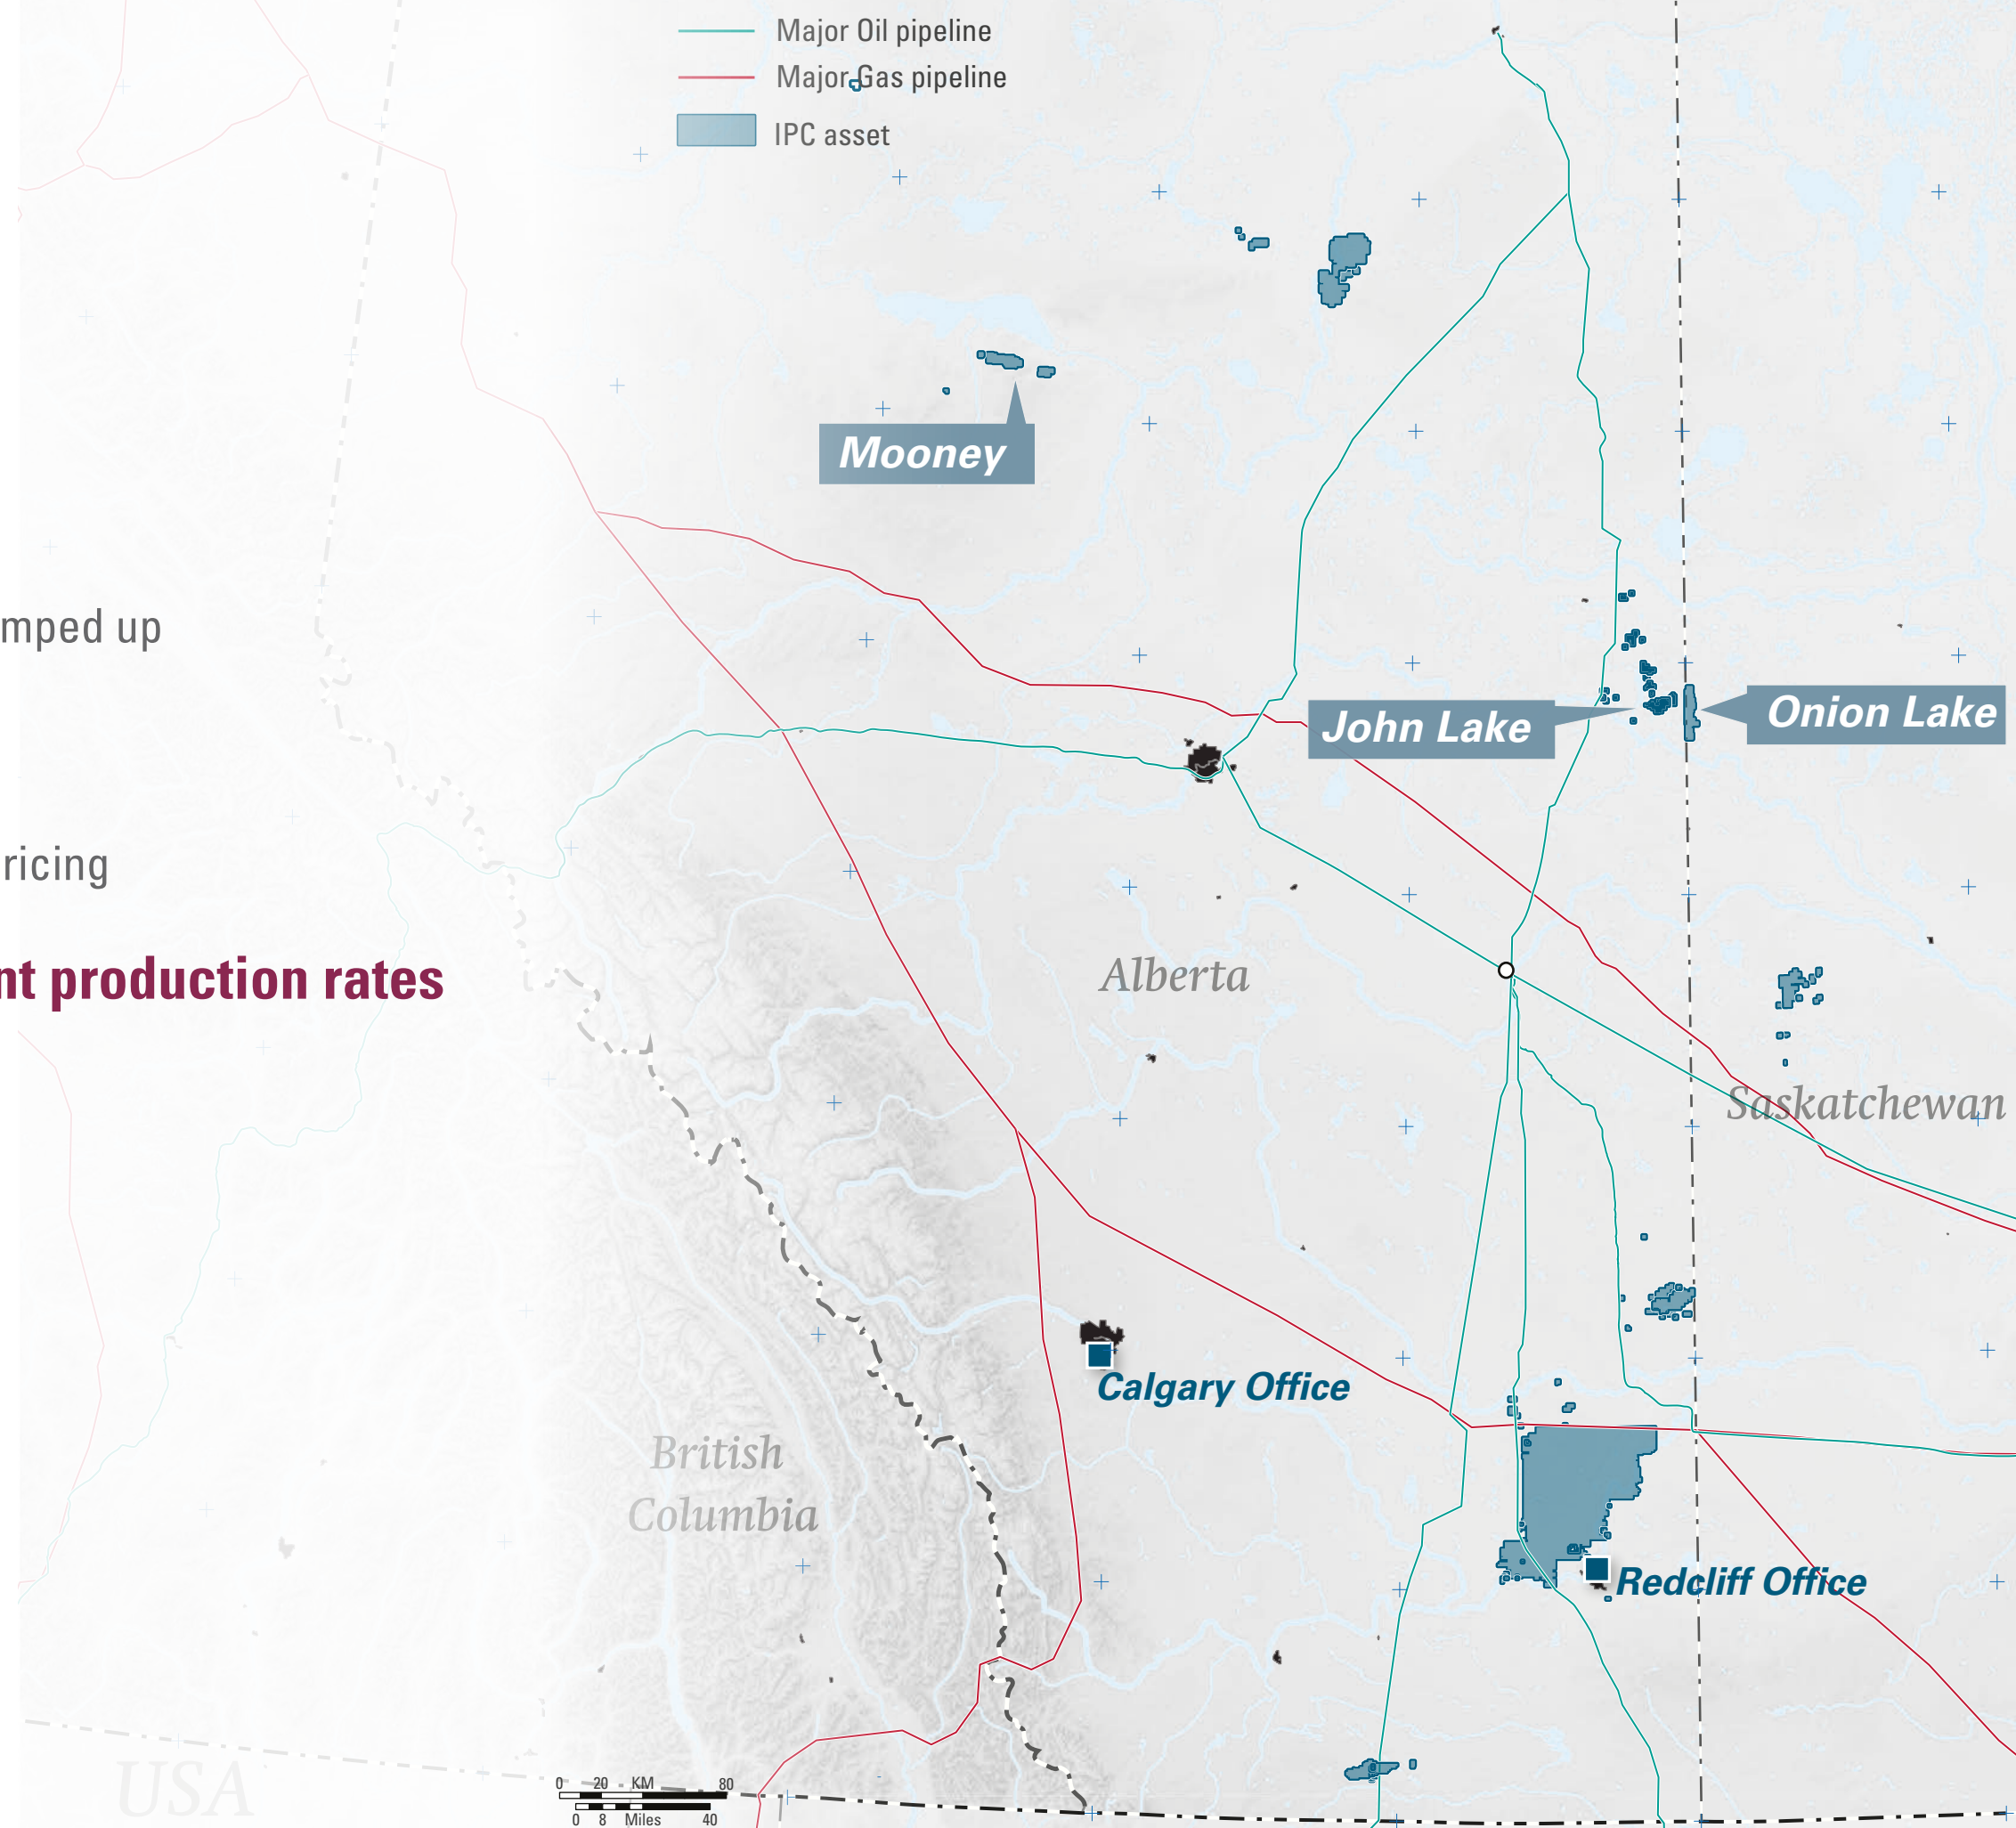 Major Oil pipeline
Major Gas pipeline
IPC asset
Mooney
mped up
John Lake
Onion Lake
ricing
nt production rates
Alberta
Saskatchewan
Calgary Office
British
Columbia
Redcliff Office
USA
0 20 KM 80
0 8 Miles 40